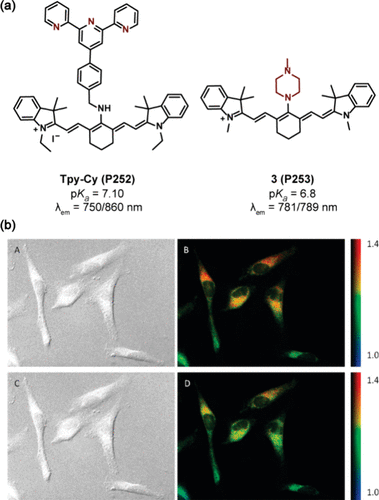 (a)
N
N
N
NH
N
+
I−
N
N
N
N
+
N
Tpy-Cy (P252)
3 (P253)
pKa = 7.10
pKa = 6.8
λem = 750/860 nm
λem = 781/789 nm
(b)
A
B
1.4
1.0
C
D
1.4
1.0